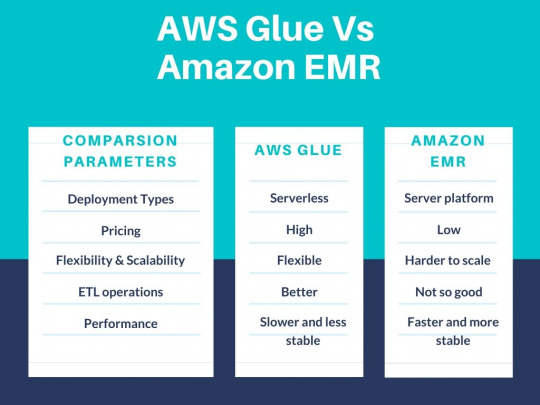 AWS Glue Vs
Amazon EMR
COMPARSION
PARAMETERS
Deployment Types
Pricing
Flexibility & Scalability
ETL operations
Performance
AWS GLUE
Serverless
High
Flexible
Better
Slower and less
stable
AMAZON
EMR
Server platform
Low
Harder to scale
Not so good
Faster and more
stable